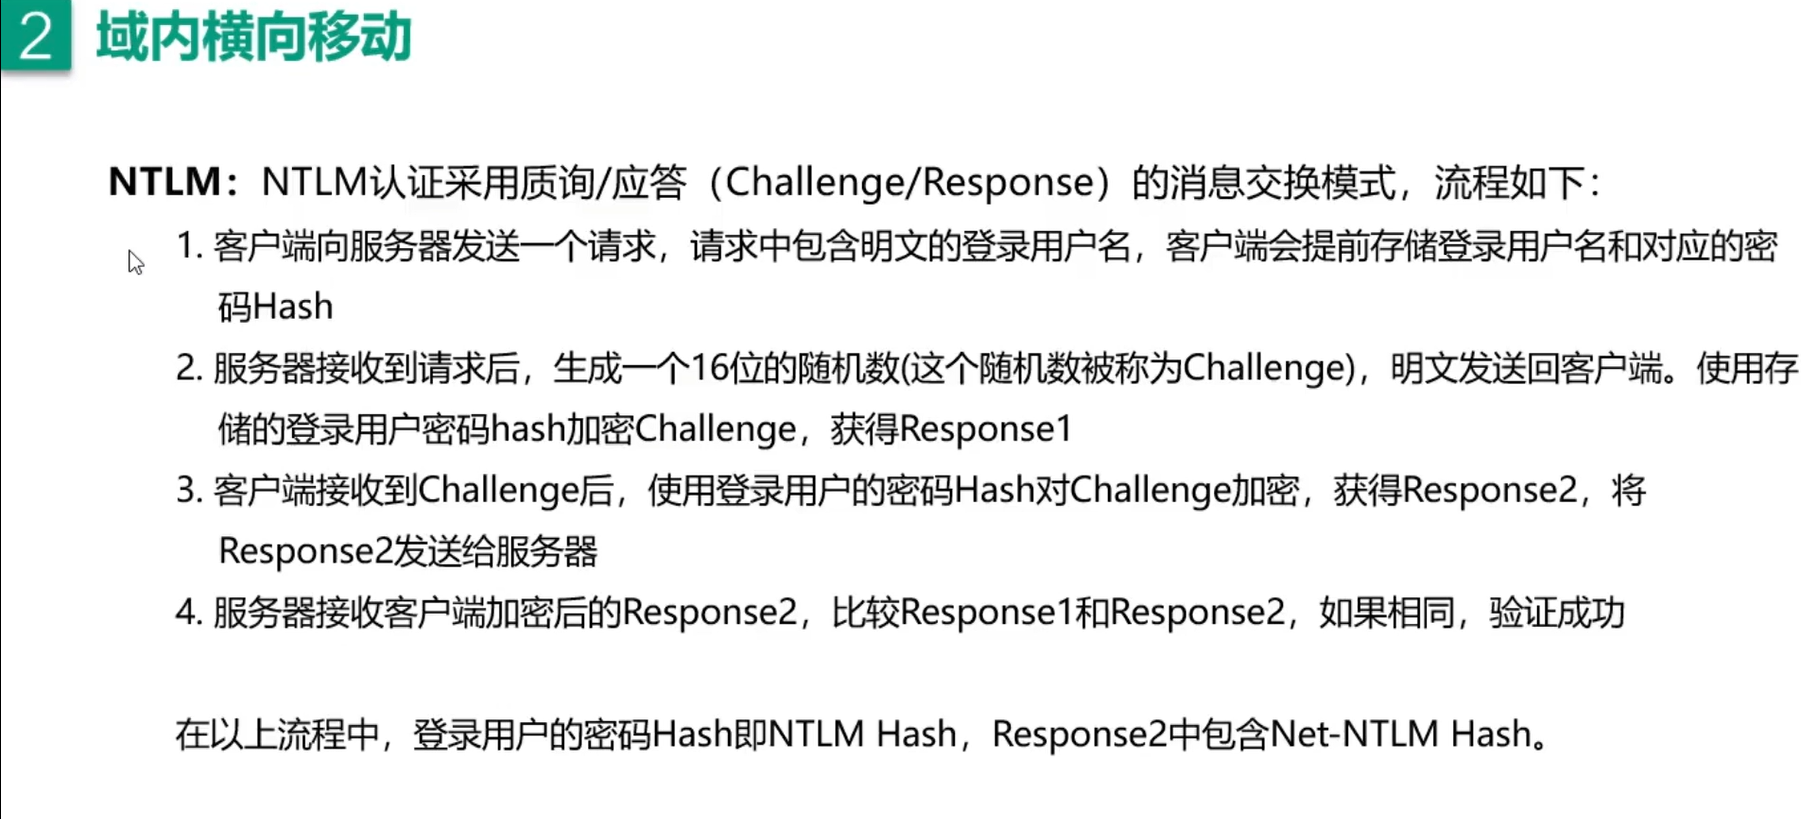 2 域内横向移动
NTLM：NTLM认证采用质询/应答（Challenge/Response）的消息交换模式，流程如下：
1. 客户端向服务器发送一个请求，请求中包含明文的登录用户名，客户端会提前存储登录用户名和对应的密
码Hash
2. 服务器接收到请求后，生成一个16位的随机数(这个随机数被称为Challenge)，明文发送回客户端。使用存
储的登录用户密码hash加密Challenge，获得Response1
3. 客户端接收到Challenge后，使用登录用户的密码Hash对Challenge加密，获得Response2，将
Response2发送给服务器
4. 服务器接收客户端加密后的Response2，比较Response1和Response2，如果相同，验证成功
在以上流程中，登录用户的密码Hash即NTLM Hash，Response2中包含Net-NTLM Hash。